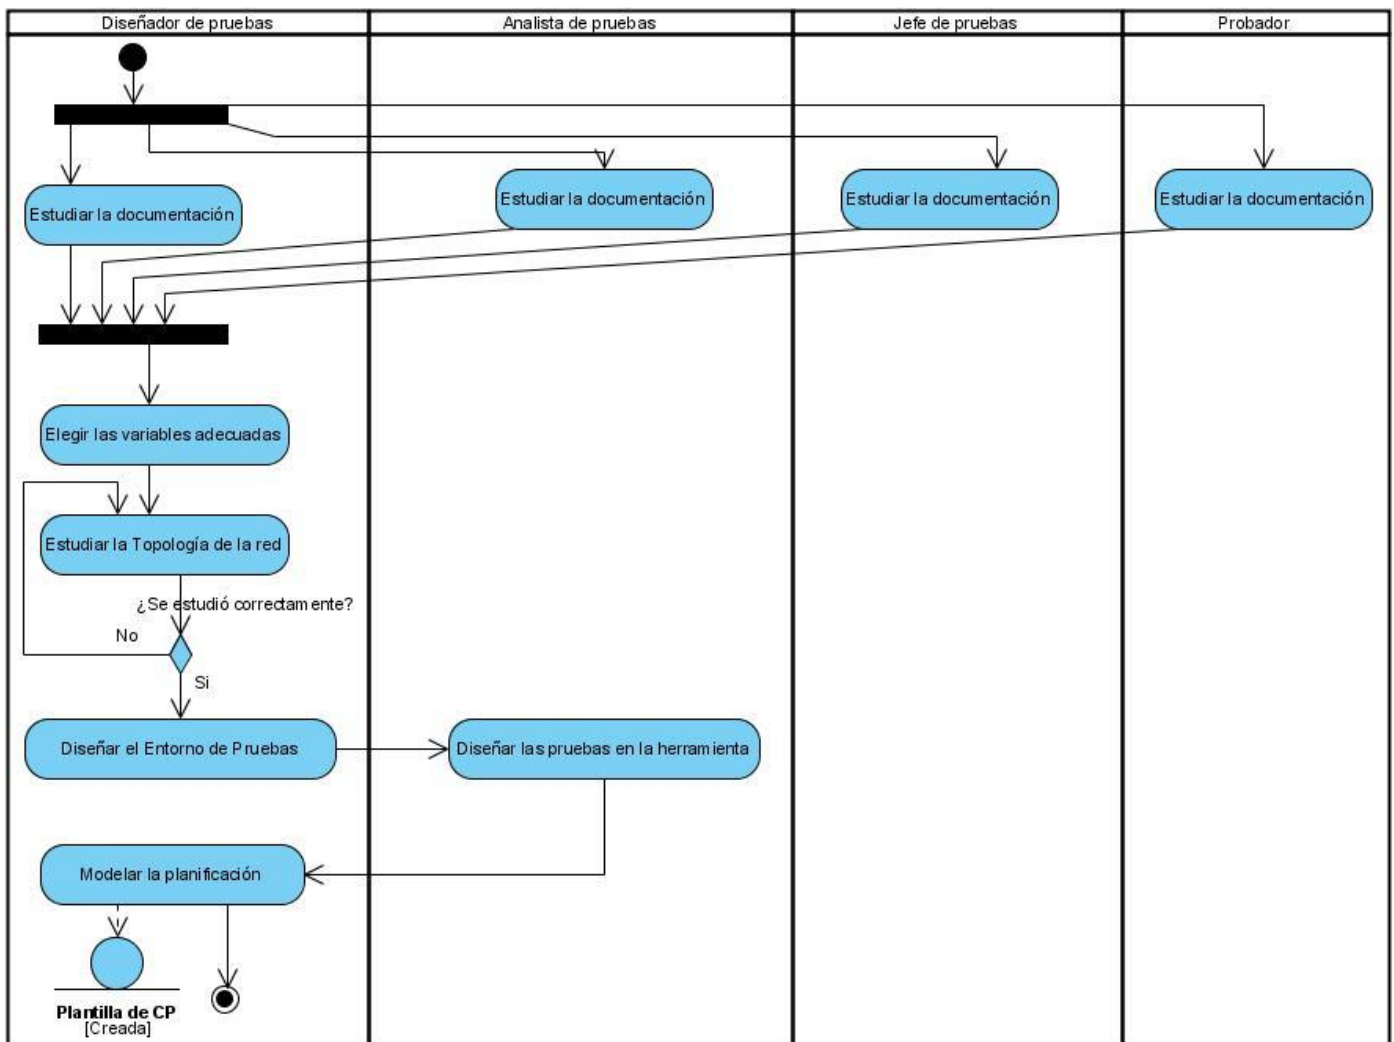 Diseñador de pruebas
Analista de pruebas
Jefe de pruebas
Probador
Estudiar la documentación
Estudiar la documentación
Estudiar la documentación
Estudiar la documentación
Elegir las variables adecuadas
Estudiar la Topología de la red
¿Se estudió correctamente?
No
Si
Diseñar el Entorno de Pruebas
Diseñar las pruebas en la herramienta
Modelar la planificación
Plantilla de CP
[Creada]